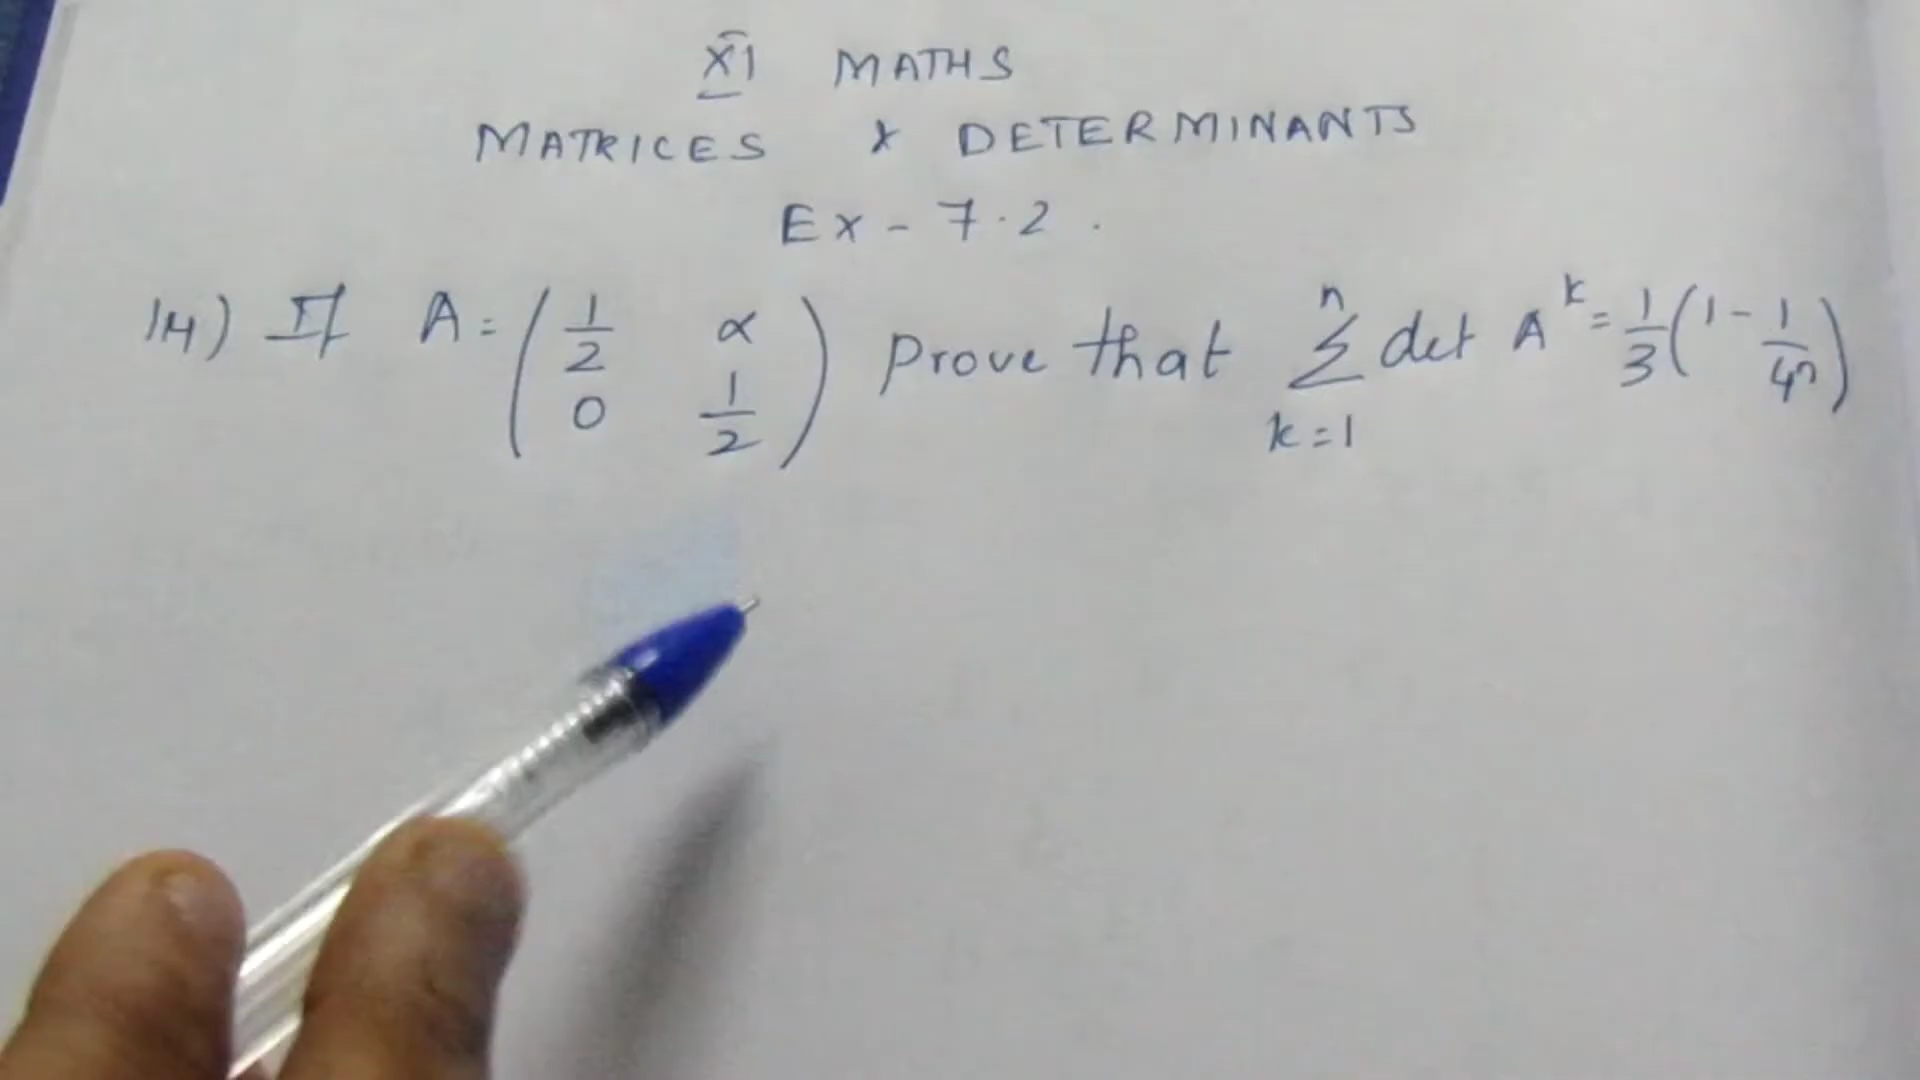 XI MATHS
MATRICES & DETERMINANTS
Ex - 7.2.
14) If A = (1/2 α 0 1/2) Prove that n∑k=1 det A^k = 1/3 (1 - 1/4^n)